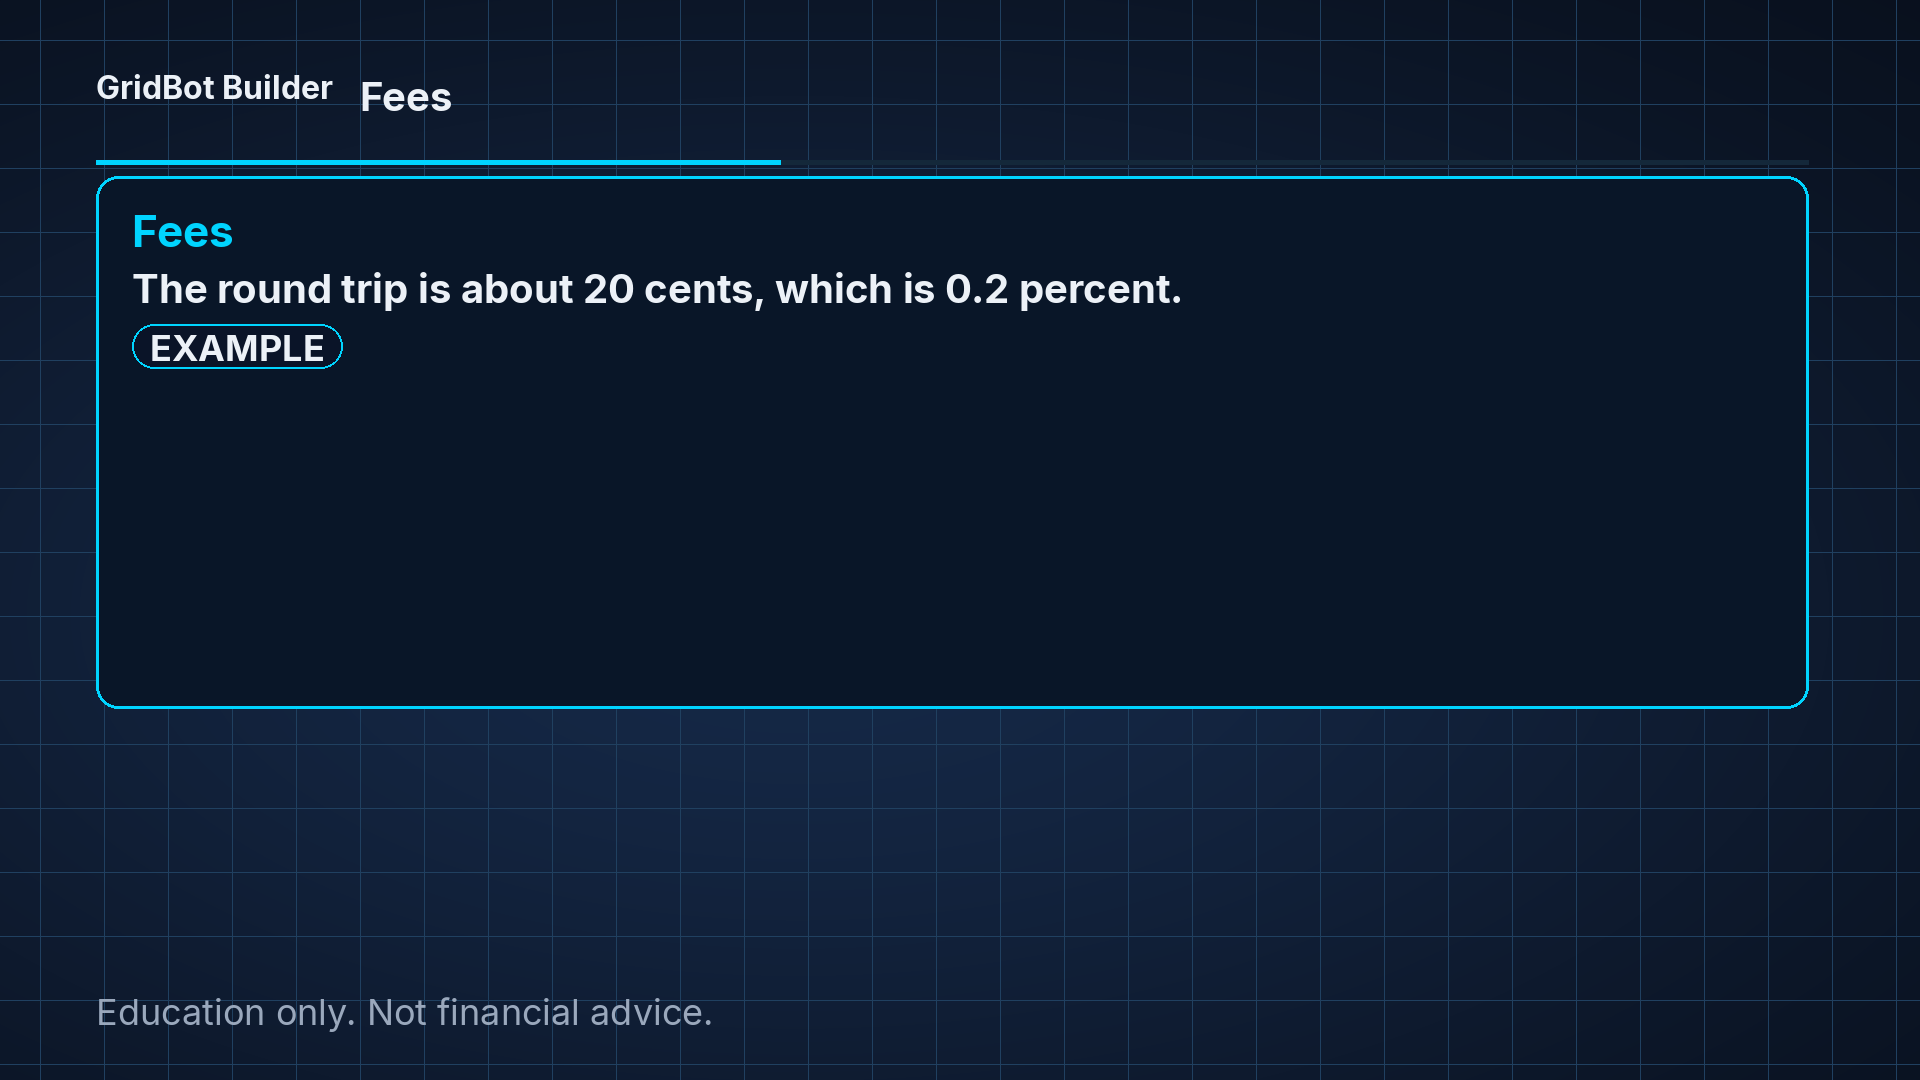 GridBot Builder Fees
Fees
The round trip is about 20 cents, which is 0.2 percent.
EXAMPLE
Education only. Not financial advice.